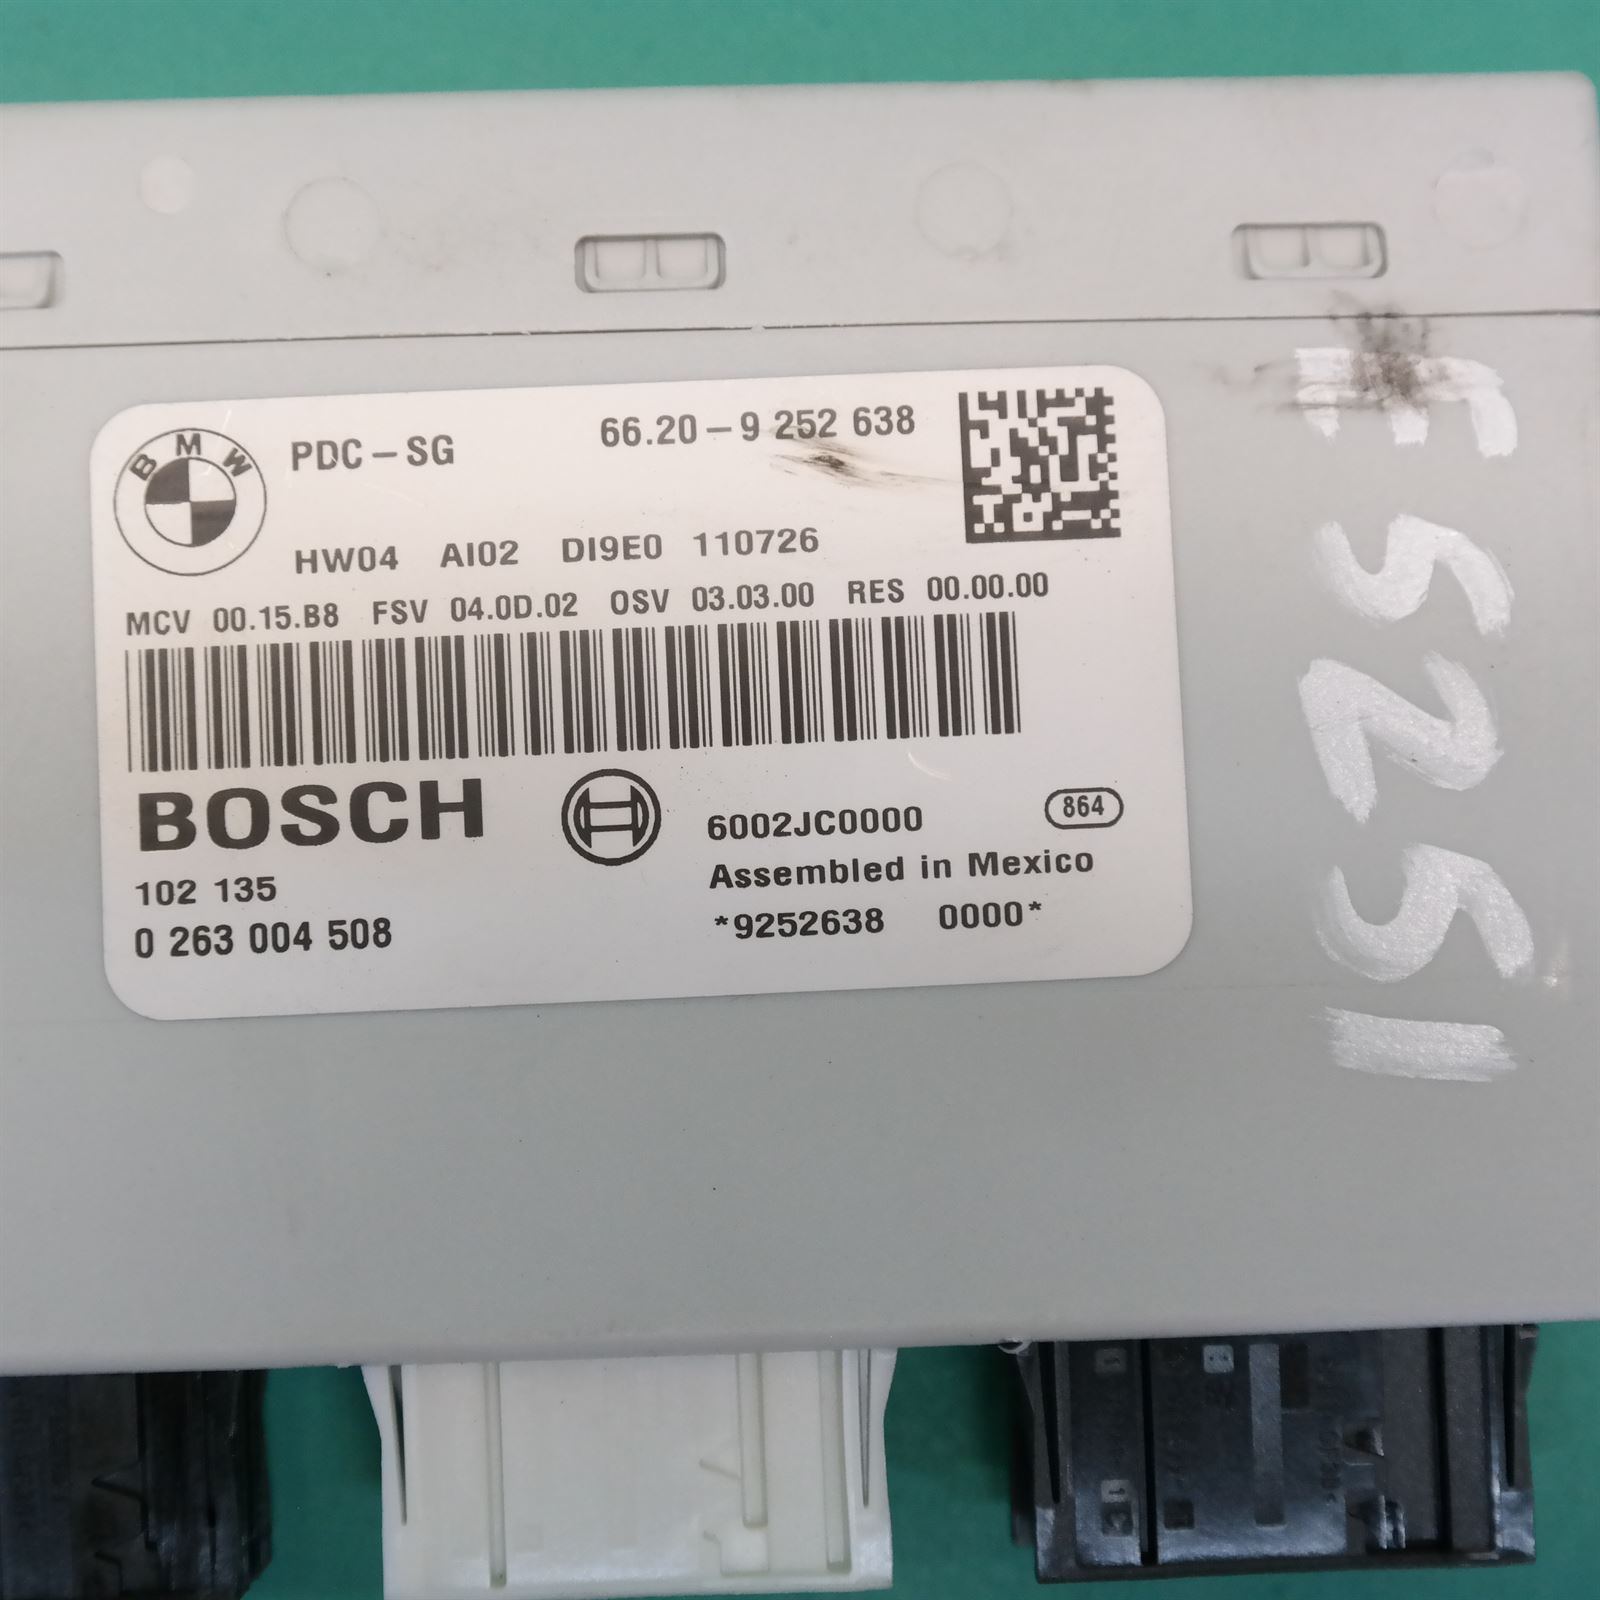 BMW
PDC-SG 66.20-9 252 638
HW04 AI02 DI9E0 110726
MCV 00.15.B8 FSV 04.0D.02 OSV 03.03.00 RES 00.00.00
BOSCH
6002JC0000 864
Assembled in Mexico
102 135
0 263 004 508
*9252638 0000*